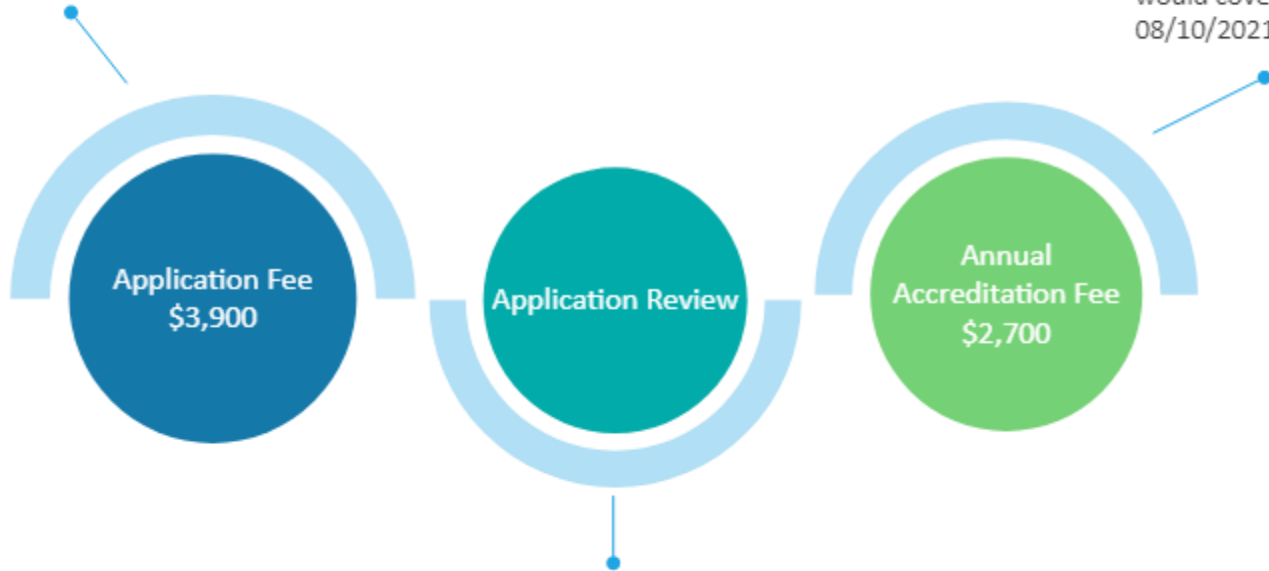 08/10/2021
Application Fee
$3,900
Application Review
Annual
Accreditation Fee
$2,700